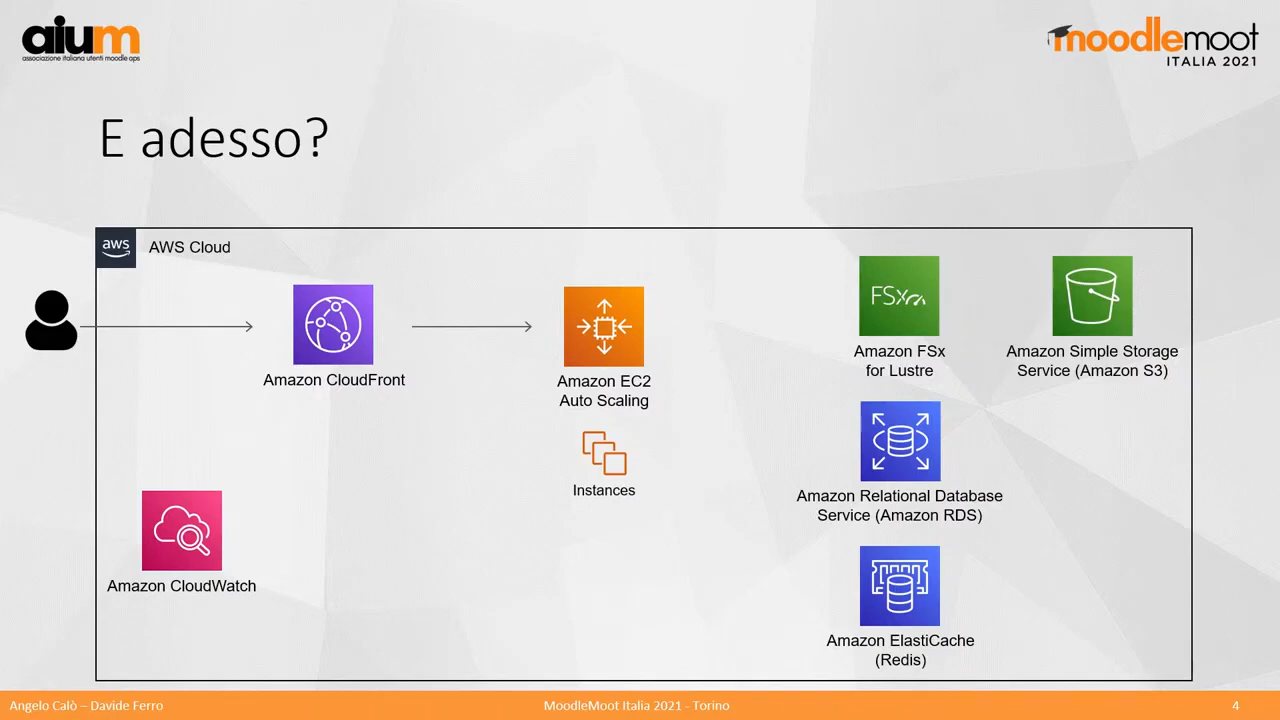 aium
associazione italiana utenti moodle aps
moodlemoot
ITALIA 2021
E adesso?
aws
AWS Cloud
Amazon CloudFront
Amazon EC2
Auto Scaling
Instances
Amazon CloudWatch
FSx
Amazon FSx
for Lustre
Amazon Simple Storage
Service (Amazon S3)
Amazon Relational Database
Service (Amazon RDS)
Amazon ElastiCache
(Redis)
Angelo Calò – Davide Ferro
MoodleMoot Italia 2021 - Torino
4